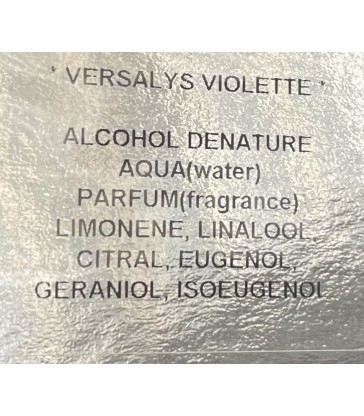 * VERSALYS VIOLETTE *
ALCOHOL DENATURE
AQUA(water)
PARFUM(fragrance)
LIMONENE, LINALOOL,
CITRAL, EUGENOL,
GERANIOL, ISOEUGENOL